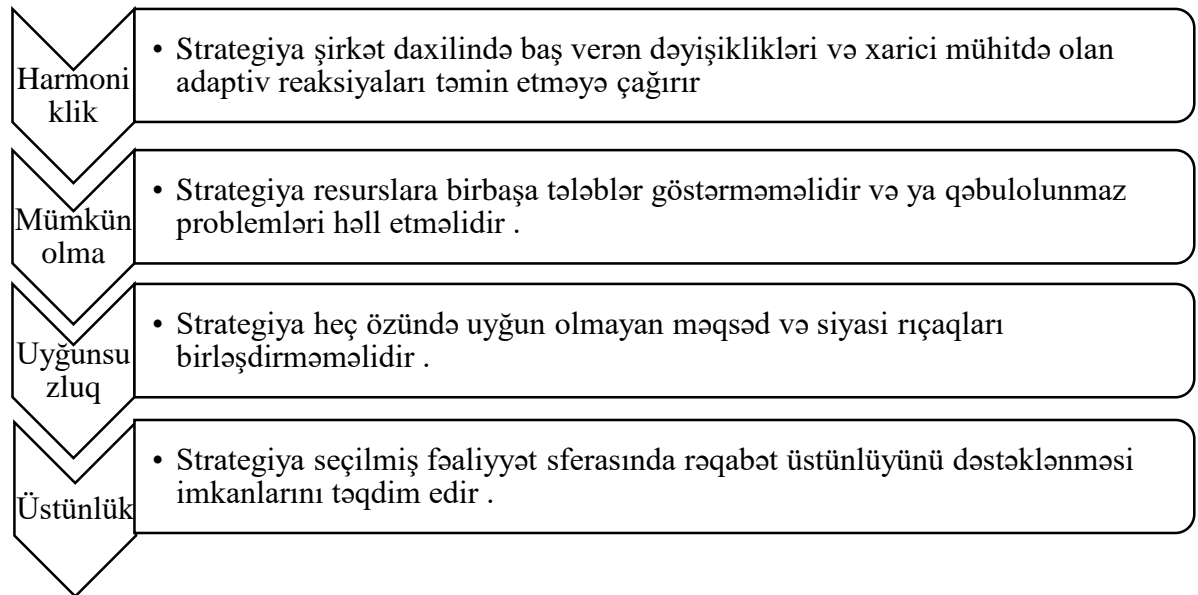 Harmoni
klik
• Strategiya şirkət daxilində baş verən dəyişiklikləri və xarici mühitdə olan
adaptiv reaksiyaları təmin etməyə çağırır
Mümkün
olma
• Strategiya resurslara birbaşa tələblər göstərməməlidir və ya qəbulolunmaz
problemləri həll etməlidir .
Uyğunsu
zluq
• Strategiya heç özündə uyğun olmayan məqsəd və siyasi rıçaqları
birləşdirməməlidir .
Üstünlük
• Strategiya seçilmiş fəaliyyət sferasında rəqabət üstünlüyünü dəstəklənməsi
imkanlarını təqdim edir .